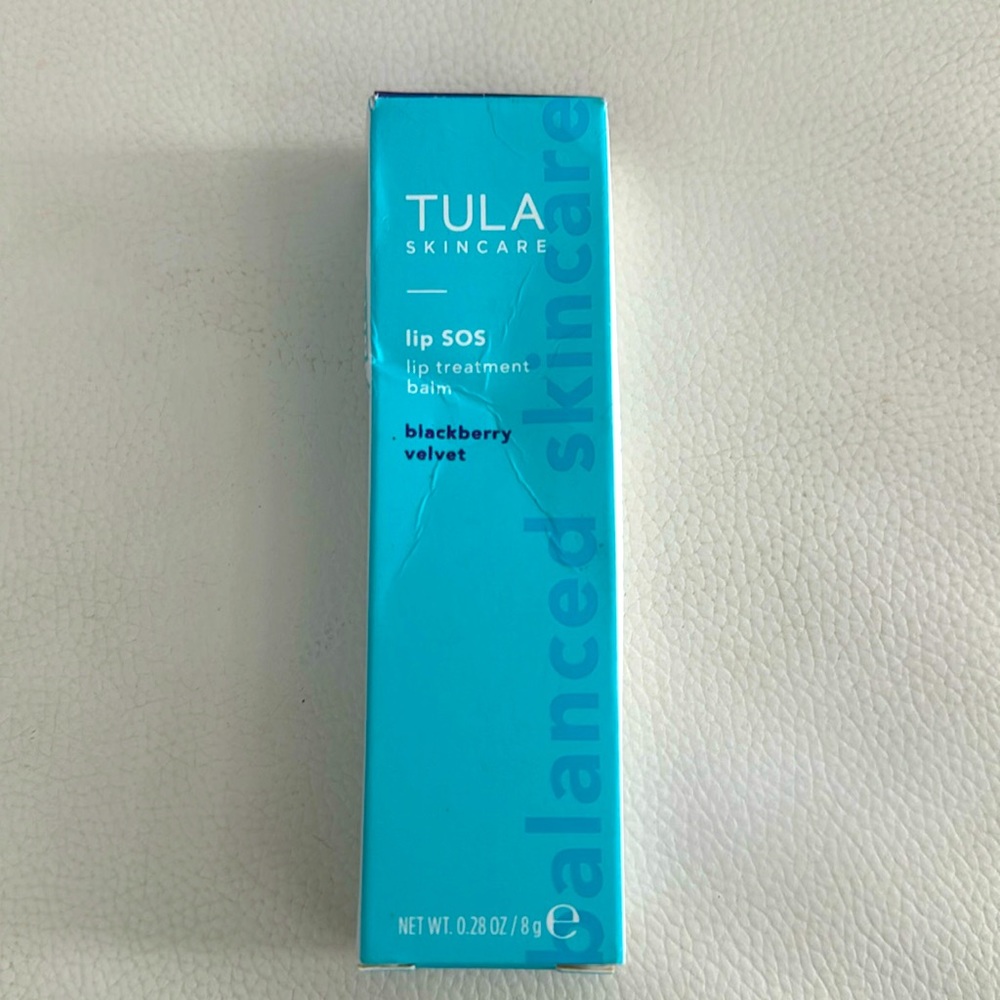 TULA
SKINCARE
lip SOS
lip treatment
balm
blackberry
velvet
balanced skincare
NET WT. 0.28 OZ / 8 g ℮